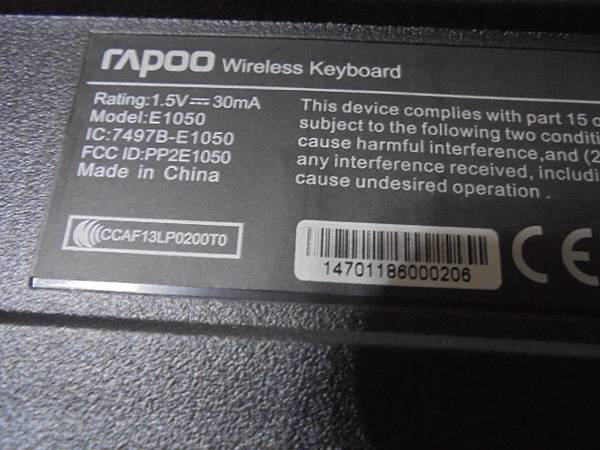 rapoo Wireless Keyboard
Rating:1.5V⎓30mA
Model:E1050
IC:7497B-E1050
FCC ID:PP2E1050
Made in China
CCAF13LP0200T0
This device complies with part 15
subject to the following two
cause harmful interference,and (2
any interference received,
cause undesired operation .
14701186000206
CE